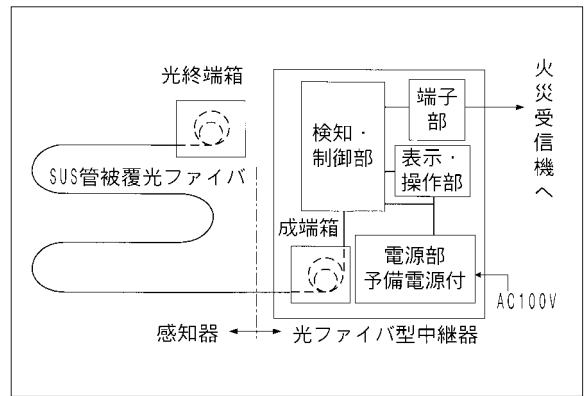 光終端箱
SUS管被覆光ファイバ
検知・
制御部
端子
部
表示・
操作部
成端箱
電源部
予備電源付
火災受信機へ
AC100V
感知器
光ファイバ型中継器